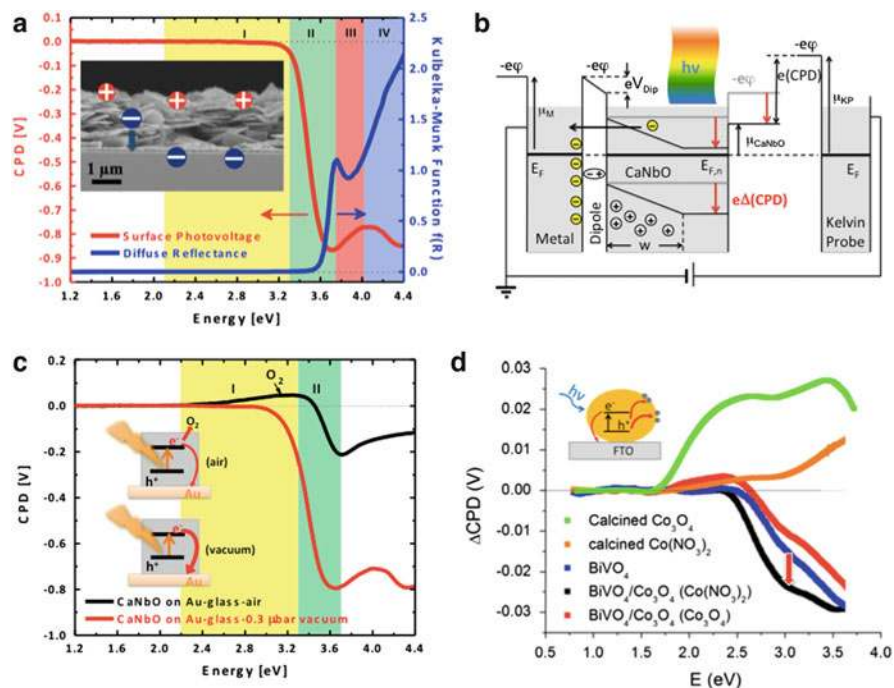 a
I II III IV
CPD [V]
0.1
0.0
-0.1
-0.2
-0.3
-0.4
-0.5
-0.6
-0.7
-0.8
-0.9
-1.0
2.5
2.0
1.5
1.0
0.5
0.0
Kulbelka-Munk Function f(R)
1 μm
Surface Photovoltage
Diffuse Reflectance
1.2 1.6 2.0 2.4 2.8 3.2 3.6 4.0 4.4
Energy [eV]
b
hν
-eφ
-eφ
-eφ
-eφ
eV Dip
e(CPD)
μM
μKP
μCaNbO
EF
EF,n
EF
CaNbO
eΔ(CPD)
Metal
Dipole
w
Kelvin
Probe
c
0.2
0.0
-0.2
-0.4
-0.6
-0.8
-1.0
CPD [V]
I
II
O2
O2
e-
(air)
h+
Au
e-
(vacuum)
h+
Au
CaNbO on Au-glass-air
CaNbO on Au-glass-0.3 μbar vacuum
1.2 1.6 2.0 2.4 2.8 3.2 3.6 4.0 4.4
Energy [eV]
d
0.03
0.02
0.01
0.00
-0.01
-0.02
-0.03
ΔCPD (V)
hν
e-
h+
FTO
Calcined Co3O4
calcined Co(NO3)2
BiVO4
BiVO4/Co3O4 (Co(NO3)2)
BiVO4/Co3O4 (Co3O4)
0.5 1.0 1.5 2.0 2.5 3.0 3.5 4.0
E (eV)